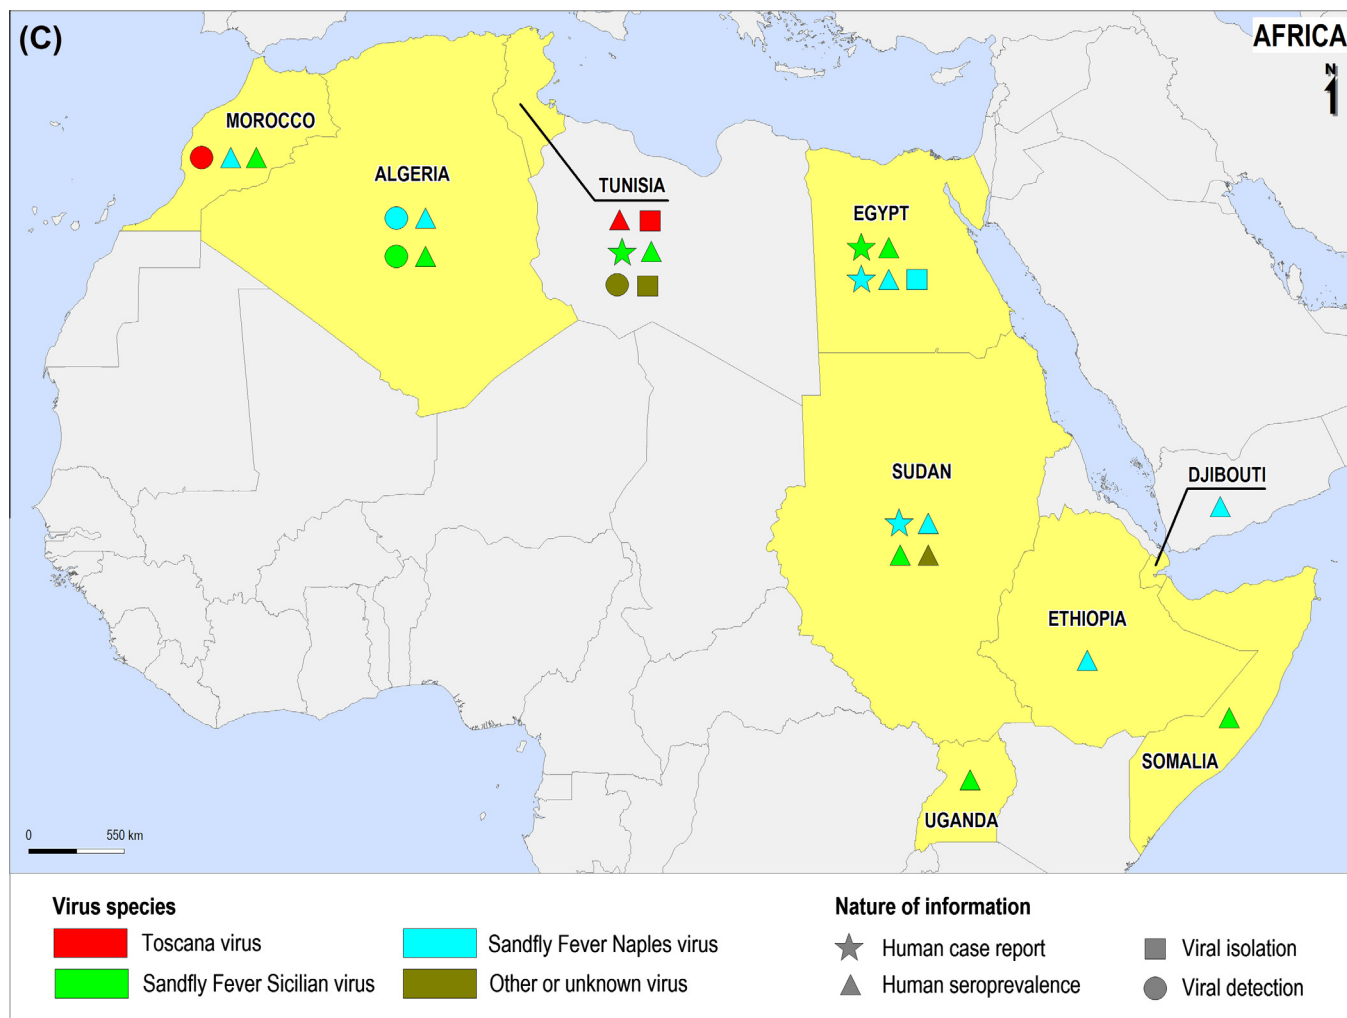 (C)
AFRICA
N
MOROCCO
ALGERIA
TUNISIA
EGYPT
SUDAN
DJIBOUTI
ETHIOPIA
SOMALIA
UGANDA
0 550 km
Virus species
Toscana virus
Sandfly Fever Naples virus
Sandfly Fever Sicilian virus
Other or unknown virus
Nature of information
Human case report
Viral isolation
Human seroprevalence
Viral detection